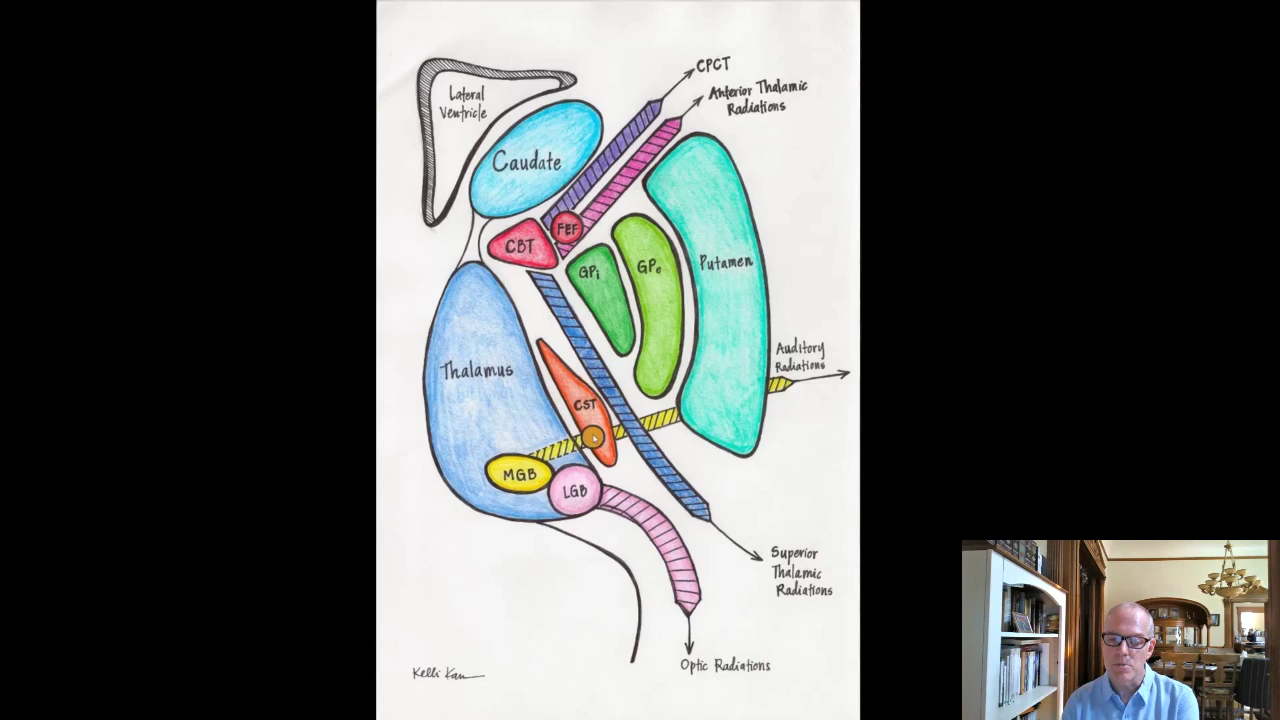 CPCT
Anterior Thalamic
Radiations
Lateral
Ventricle
Caudate
FEF
CBT
GPi
GPe
Putamen
Thalamus
Auditory
Radiations
CST
MGB
LGB
Superior
Thalamic
Radiations
Optic Radiations
Kelli